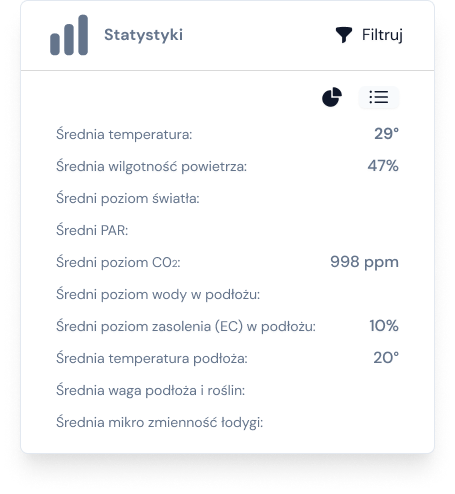 Statystyki
Filtruj
Średnia temperatura: 29°
Średnia wilgotność powietrza: 47%
Średni poziom światła:
Średni PAR:
Średni poziom CO₂: 998 ppm
Średni poziom wody w podłożu:
Średni poziom zasolenia (EC) w podłożu: 10%
Średnia temperatura podłoża: 20°
Średnia waga podłoża i roślin:
Średnia mikro zmienność łodygi: